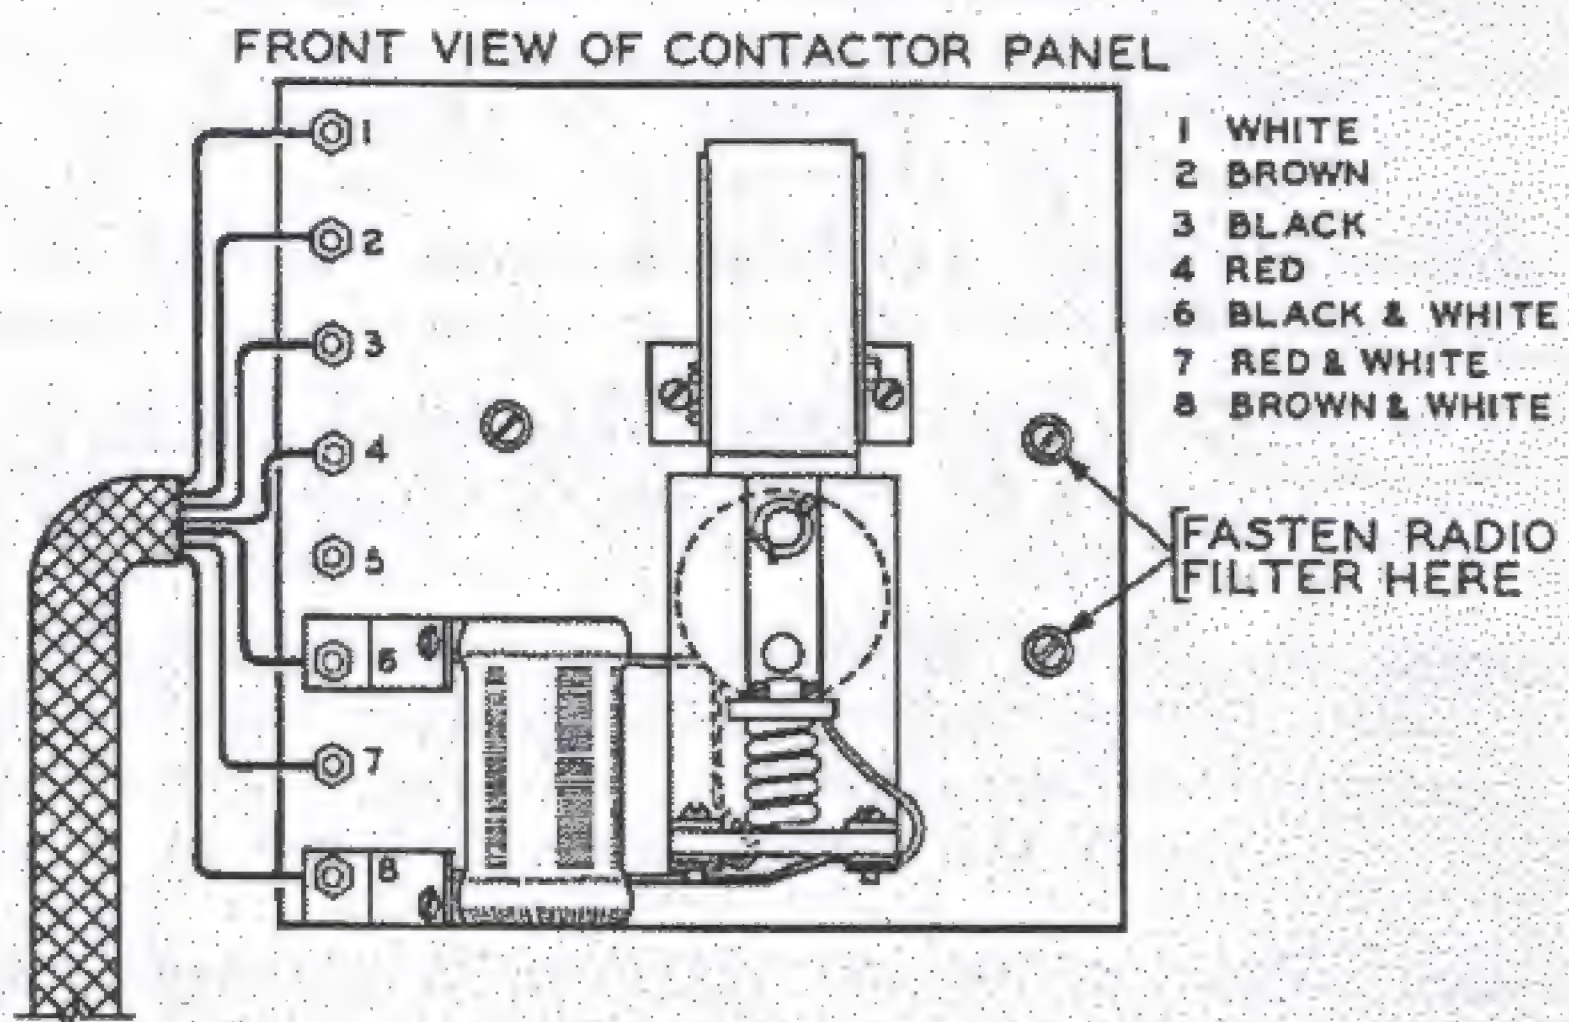 FRONT VIEW OF CONTACTOR PANEL
1
2
3
4
5
6
7
8
1 WHITE
2 BROWN
3 BLACK
4 RED
6 BLACK & WHITE
7 RED & WHITE
8 BROWN & WHITE
FASTEN RADIO
FILTER HERE